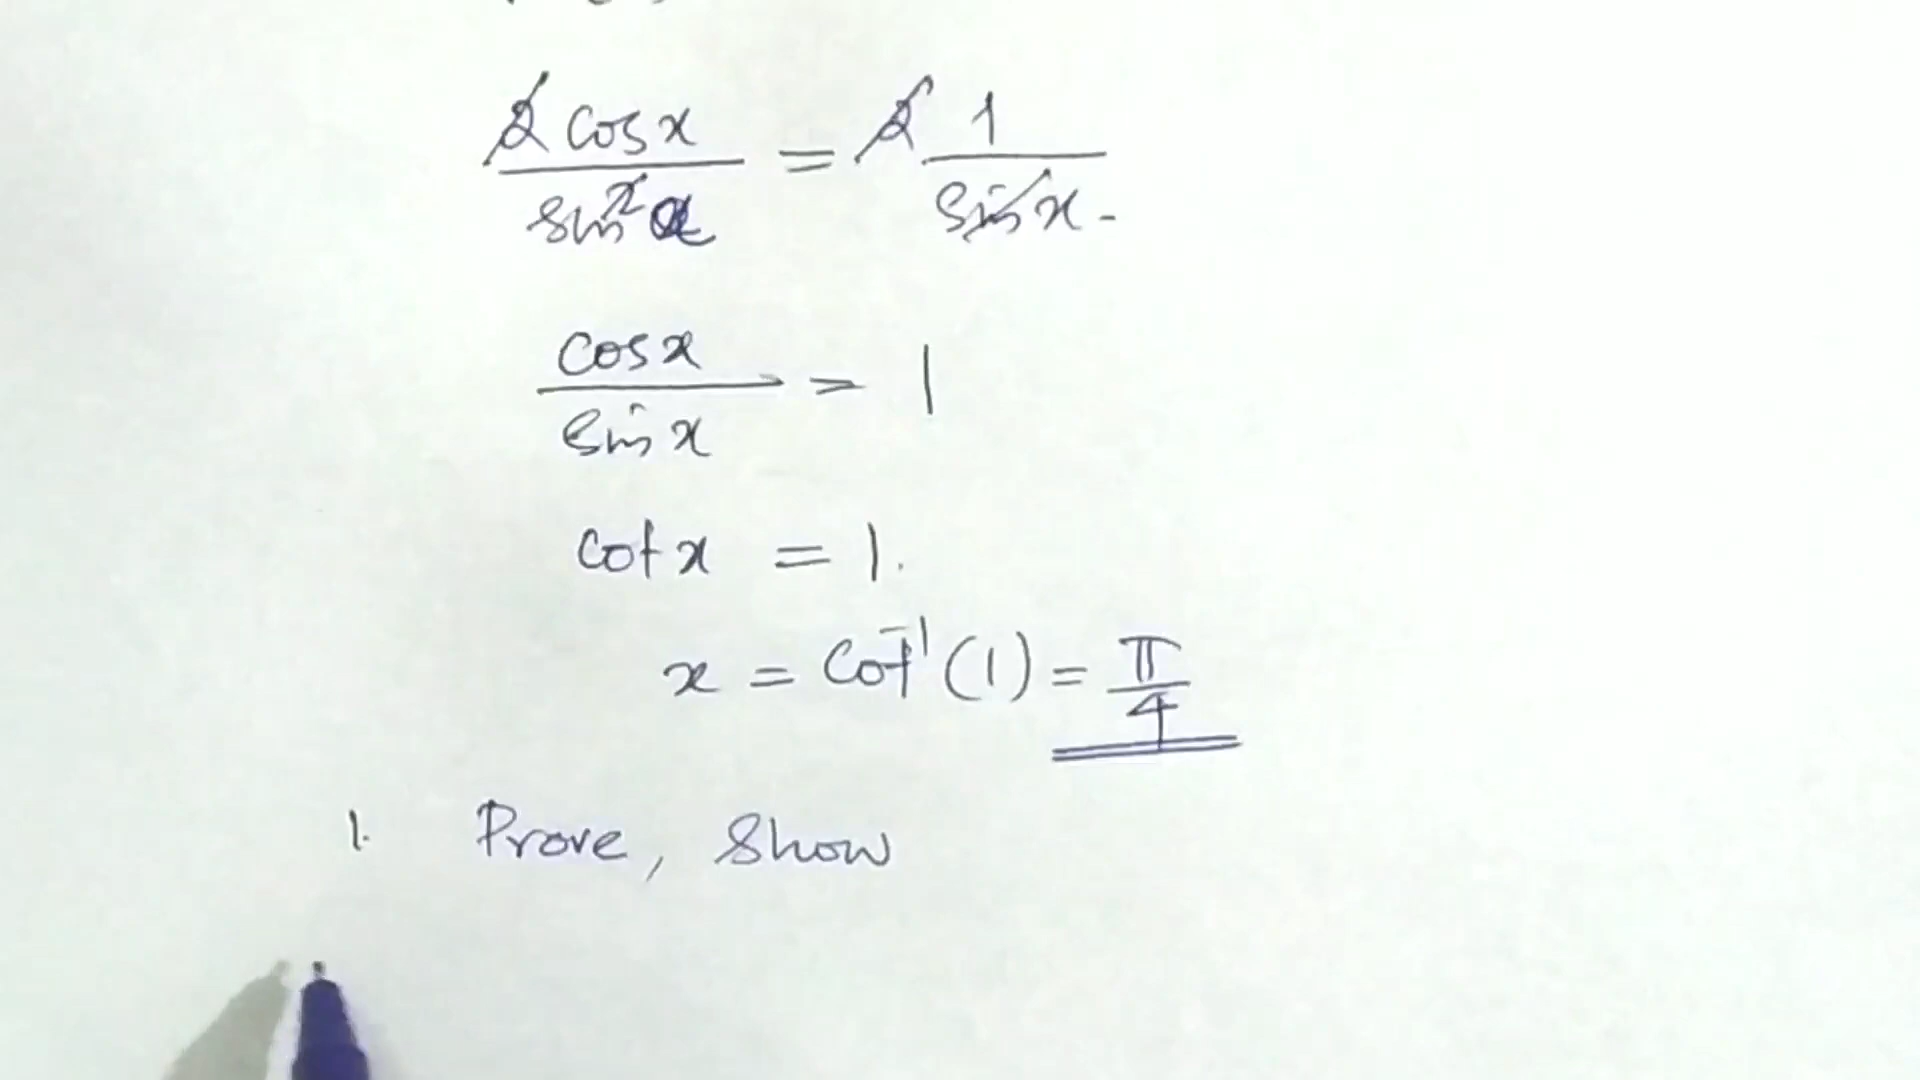 2 cos x / sin² x = 2 1 / sin x .
cos x / sin x = 1
cot x = 1.
x = cot⁻¹ (1) = π/4
1. Prove, Show